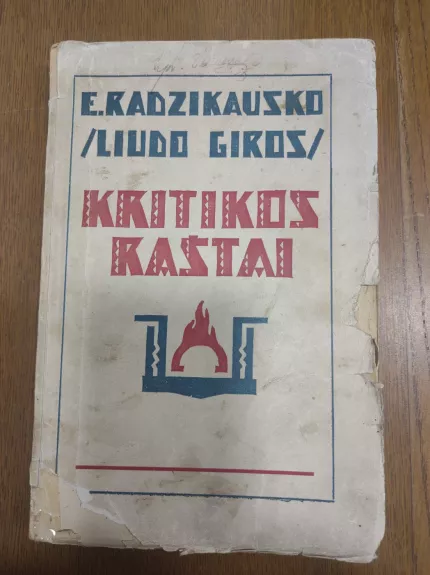 E.RADZIKAUSKO
/LIUDO GIROS/
KRITIKOS
RAŠTAI